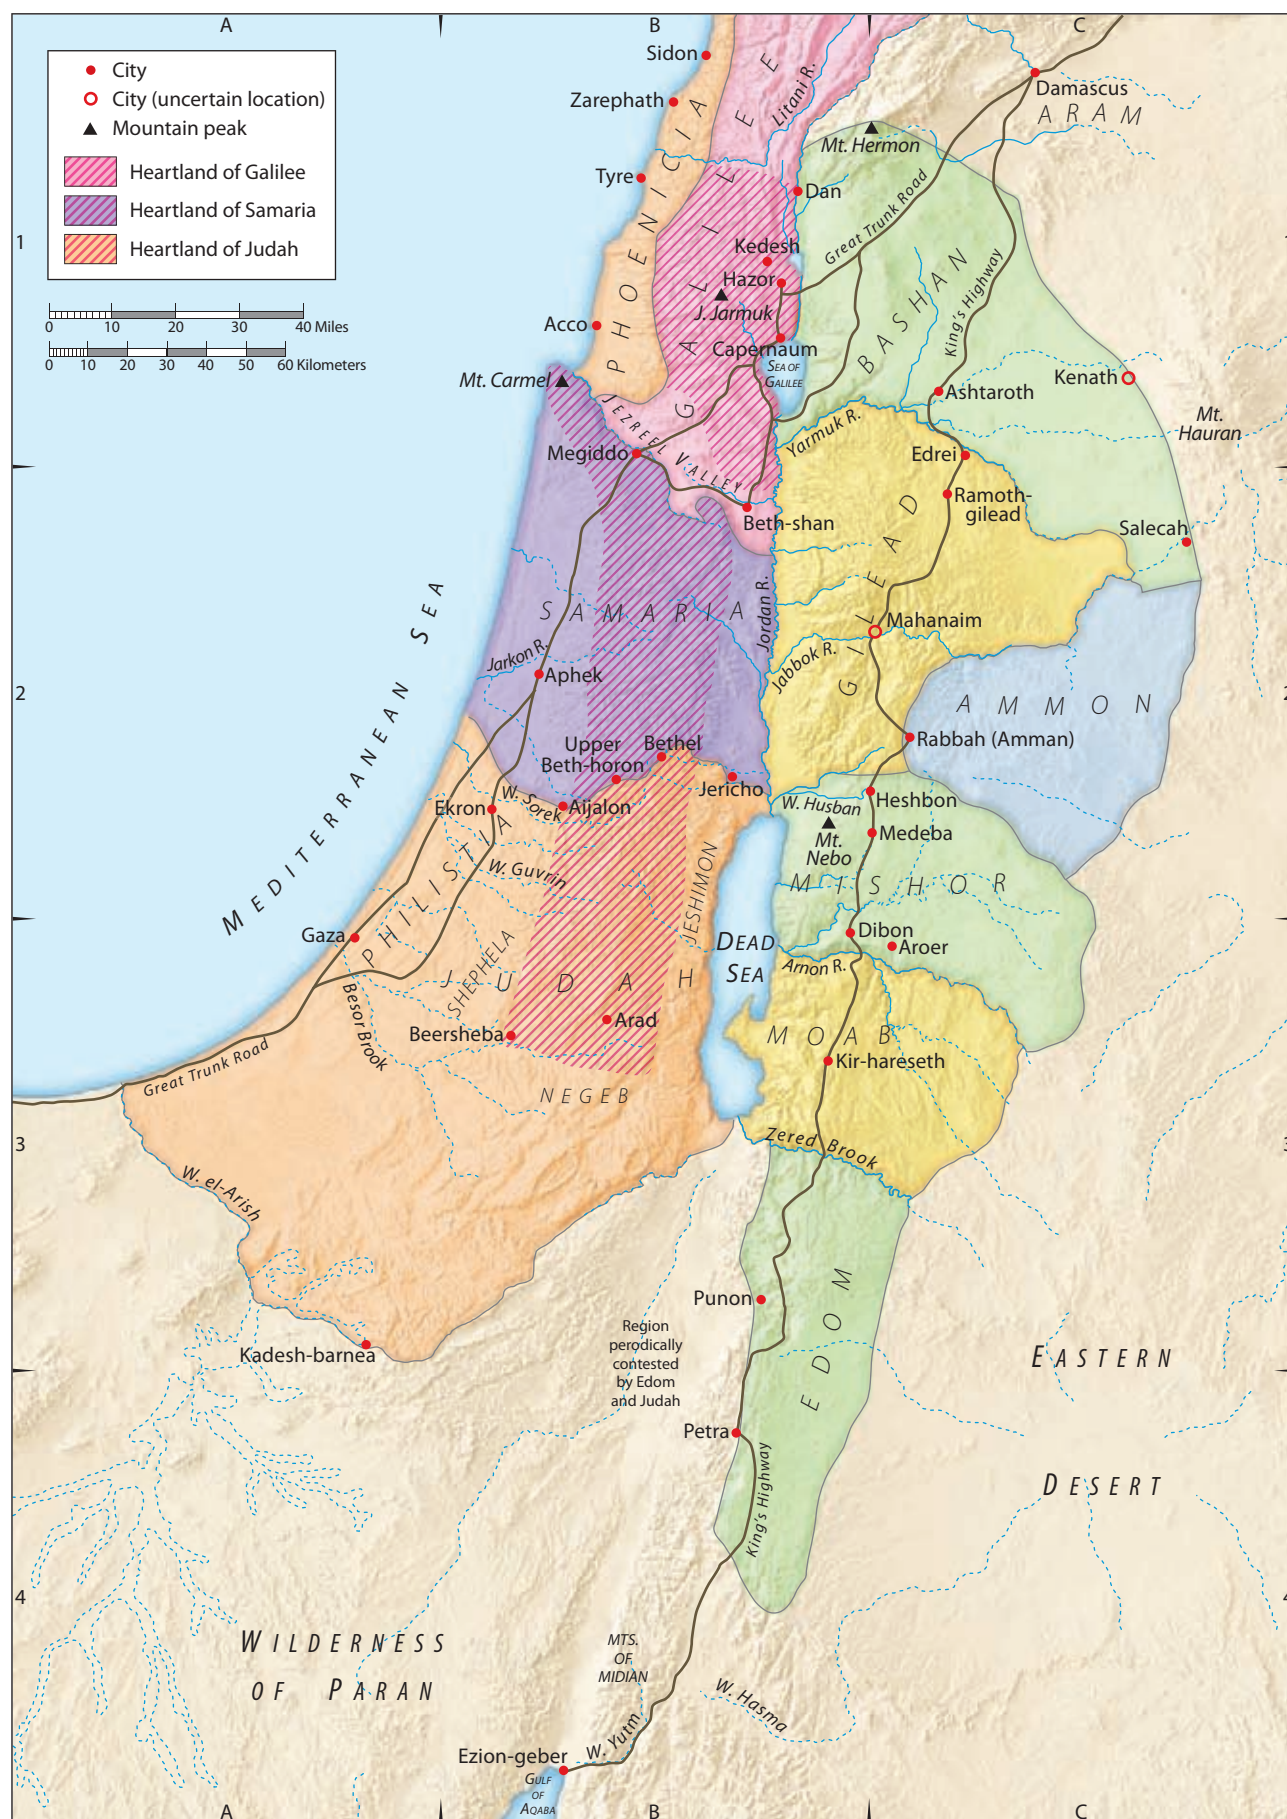 A
B
C
City
City (uncertain location)
Mountain peak
Heartland of Galilee
Heartland of Samaria
Heartland of Judah
0 10 20 30 40 Miles
0 10 20 30 40 50 60 Kilometers
Sidon
Zarephath
Tyre
Acco
PHOENICIA
GALILEE
Litani R.
Damascus
ARAM
Mt. Hermon
Dan
Great Trunk Road
Kedesh
Hazor
J. Jarmuk
Capernaum
SEA OF
GALILEE
BASHAN
King's Highway
Kenath
Ashtaroth
Mt.
Hauran
1
Mt. Carmel
JEZREEL VALLEY
Megiddo
Yarmuk R.
Edrei
Ramoth-
gilead
Beth-shan
Salecah
GILEAD
SAMARIA
Jordan R.
Mahanaim
Jabbok R.
Jarkon R.
Aphek
2
2
AMMON
Rabbah (Amman)
MEDITERRANEAN SEA
Upper
Beth-horon
Bethel
Jericho
W. Sorek
Aijalon
Ekron
W. Husban
Heshbon
Medeba
Mt.
Nebo
PHILISTIA
W. Guvrin
MISHOR
JESHIMON
Gaza
SHEPHELA
JUDAH
DEAD
SEA
Dibon
Aroer
Arnon R.
Besor Brook
Beersheba
Arad
MOAB
Kir-hareseth
Great Trunk Road
NEGEB
3
3
Zered Brook
W. el-Arish
Punon
EDOM
Kadesh-barnea
Region
perodically
contested
by Edom
and Judah
EASTERN
DESERT
Petra
King's Highway
4
4
WILDERNESS
OF PARAN
MTS.
OF
MIDIAN
W. Hasma
W. Yutm
Ezion-geber
GULF
OF
AQABA
A
B
C